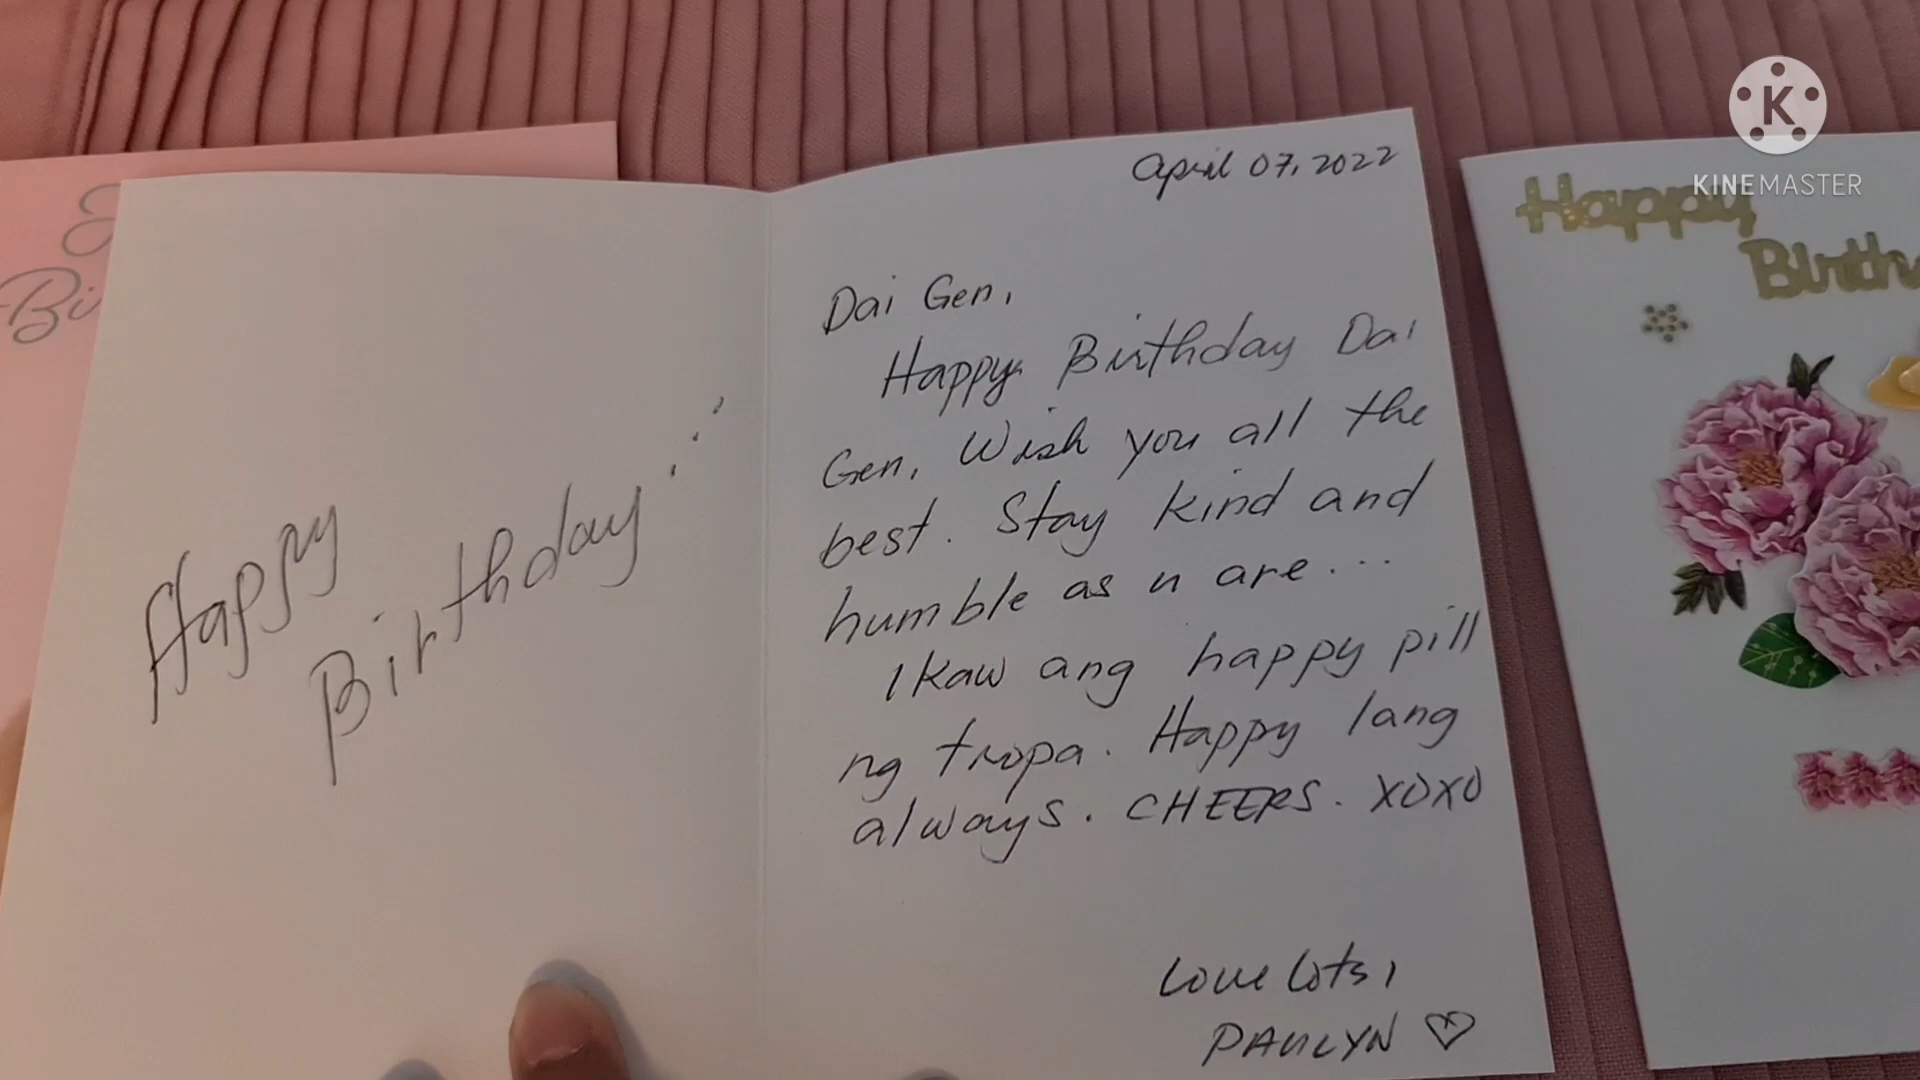 KINEMASTER
Happy
Birthday . . .
April 07, 2022
Dai Gen,
Happy Birthday Dai
Gen, Wish you all the
best. Stay kind and
humble as u are...
Ikaw ang happy pill
ng tropa. Happy lang
always. CHEERS. XOXO
Love Lots,
PAULYN ♡
Happy